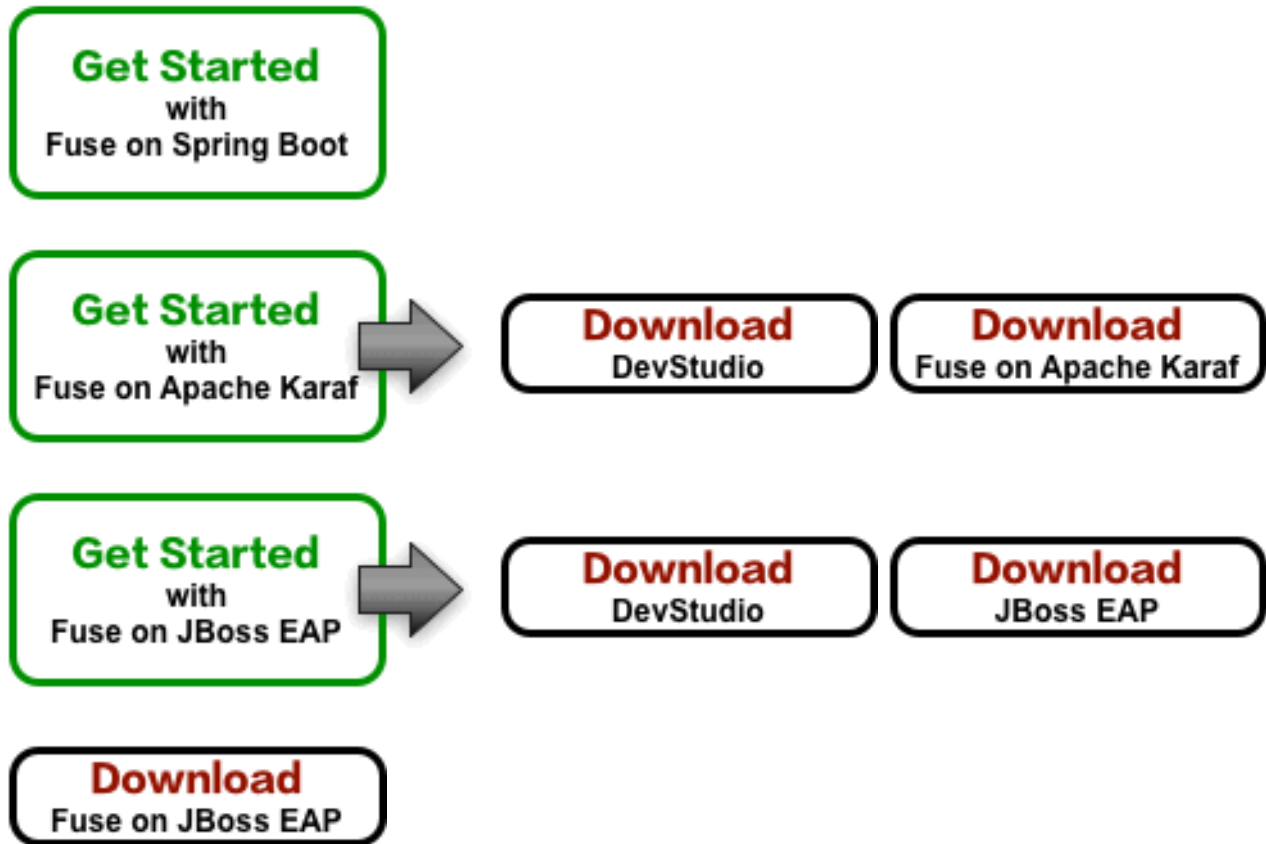 Get Started
with
Fuse on Spring Boot
Get Started
with
Fuse on Apache Karaf
Download
DevStudio
Download
Fuse on Apache Karaf
Get Started
with
Fuse on JBoss EAP
Download
DevStudio
Download
JBoss EAP
Download
Fuse on JBoss EAP